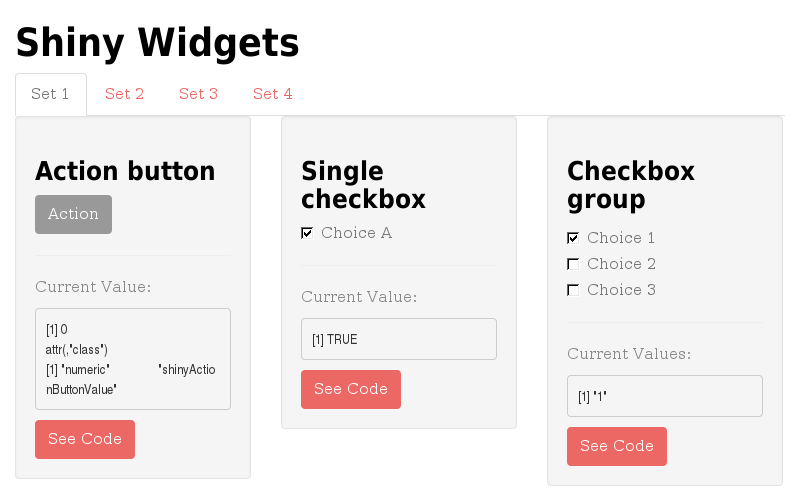 Shiny Widgets
Set 1
Set 2
Set 3
Set 4
Action button
Action
Current Value:
[1] 0
attr(,"class")
[1] "numeric" "shinyActio
nButtonValue"
See Code
Single
checkbox
Choice A
Current Value:
[1] TRUE
See Code
Checkbox
group
Choice 1
Choice 2
Choice 3
Current Values:
[1] "1"
See Code